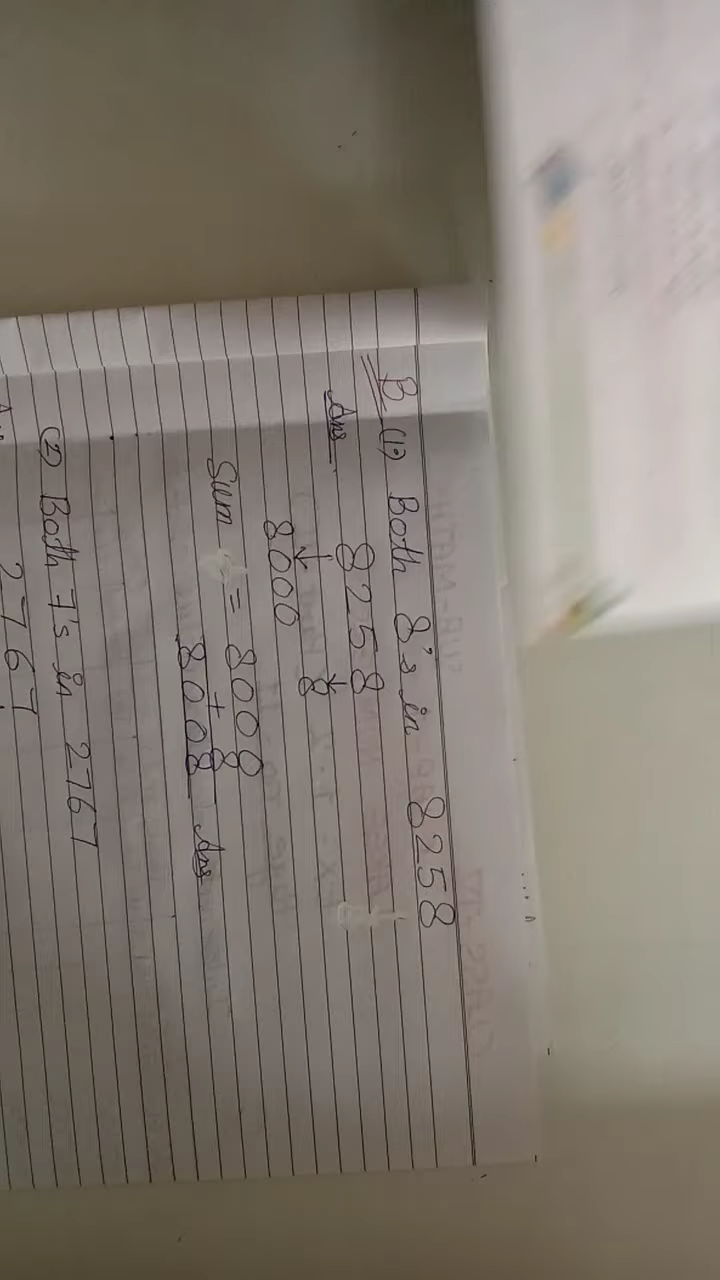 B (1) Both 8's in 8258
Ans 8258
↓ ↓ 8
8000
Sum = 8000
+ 8
8008 Ans
(2) Both 7's in 2767
2767